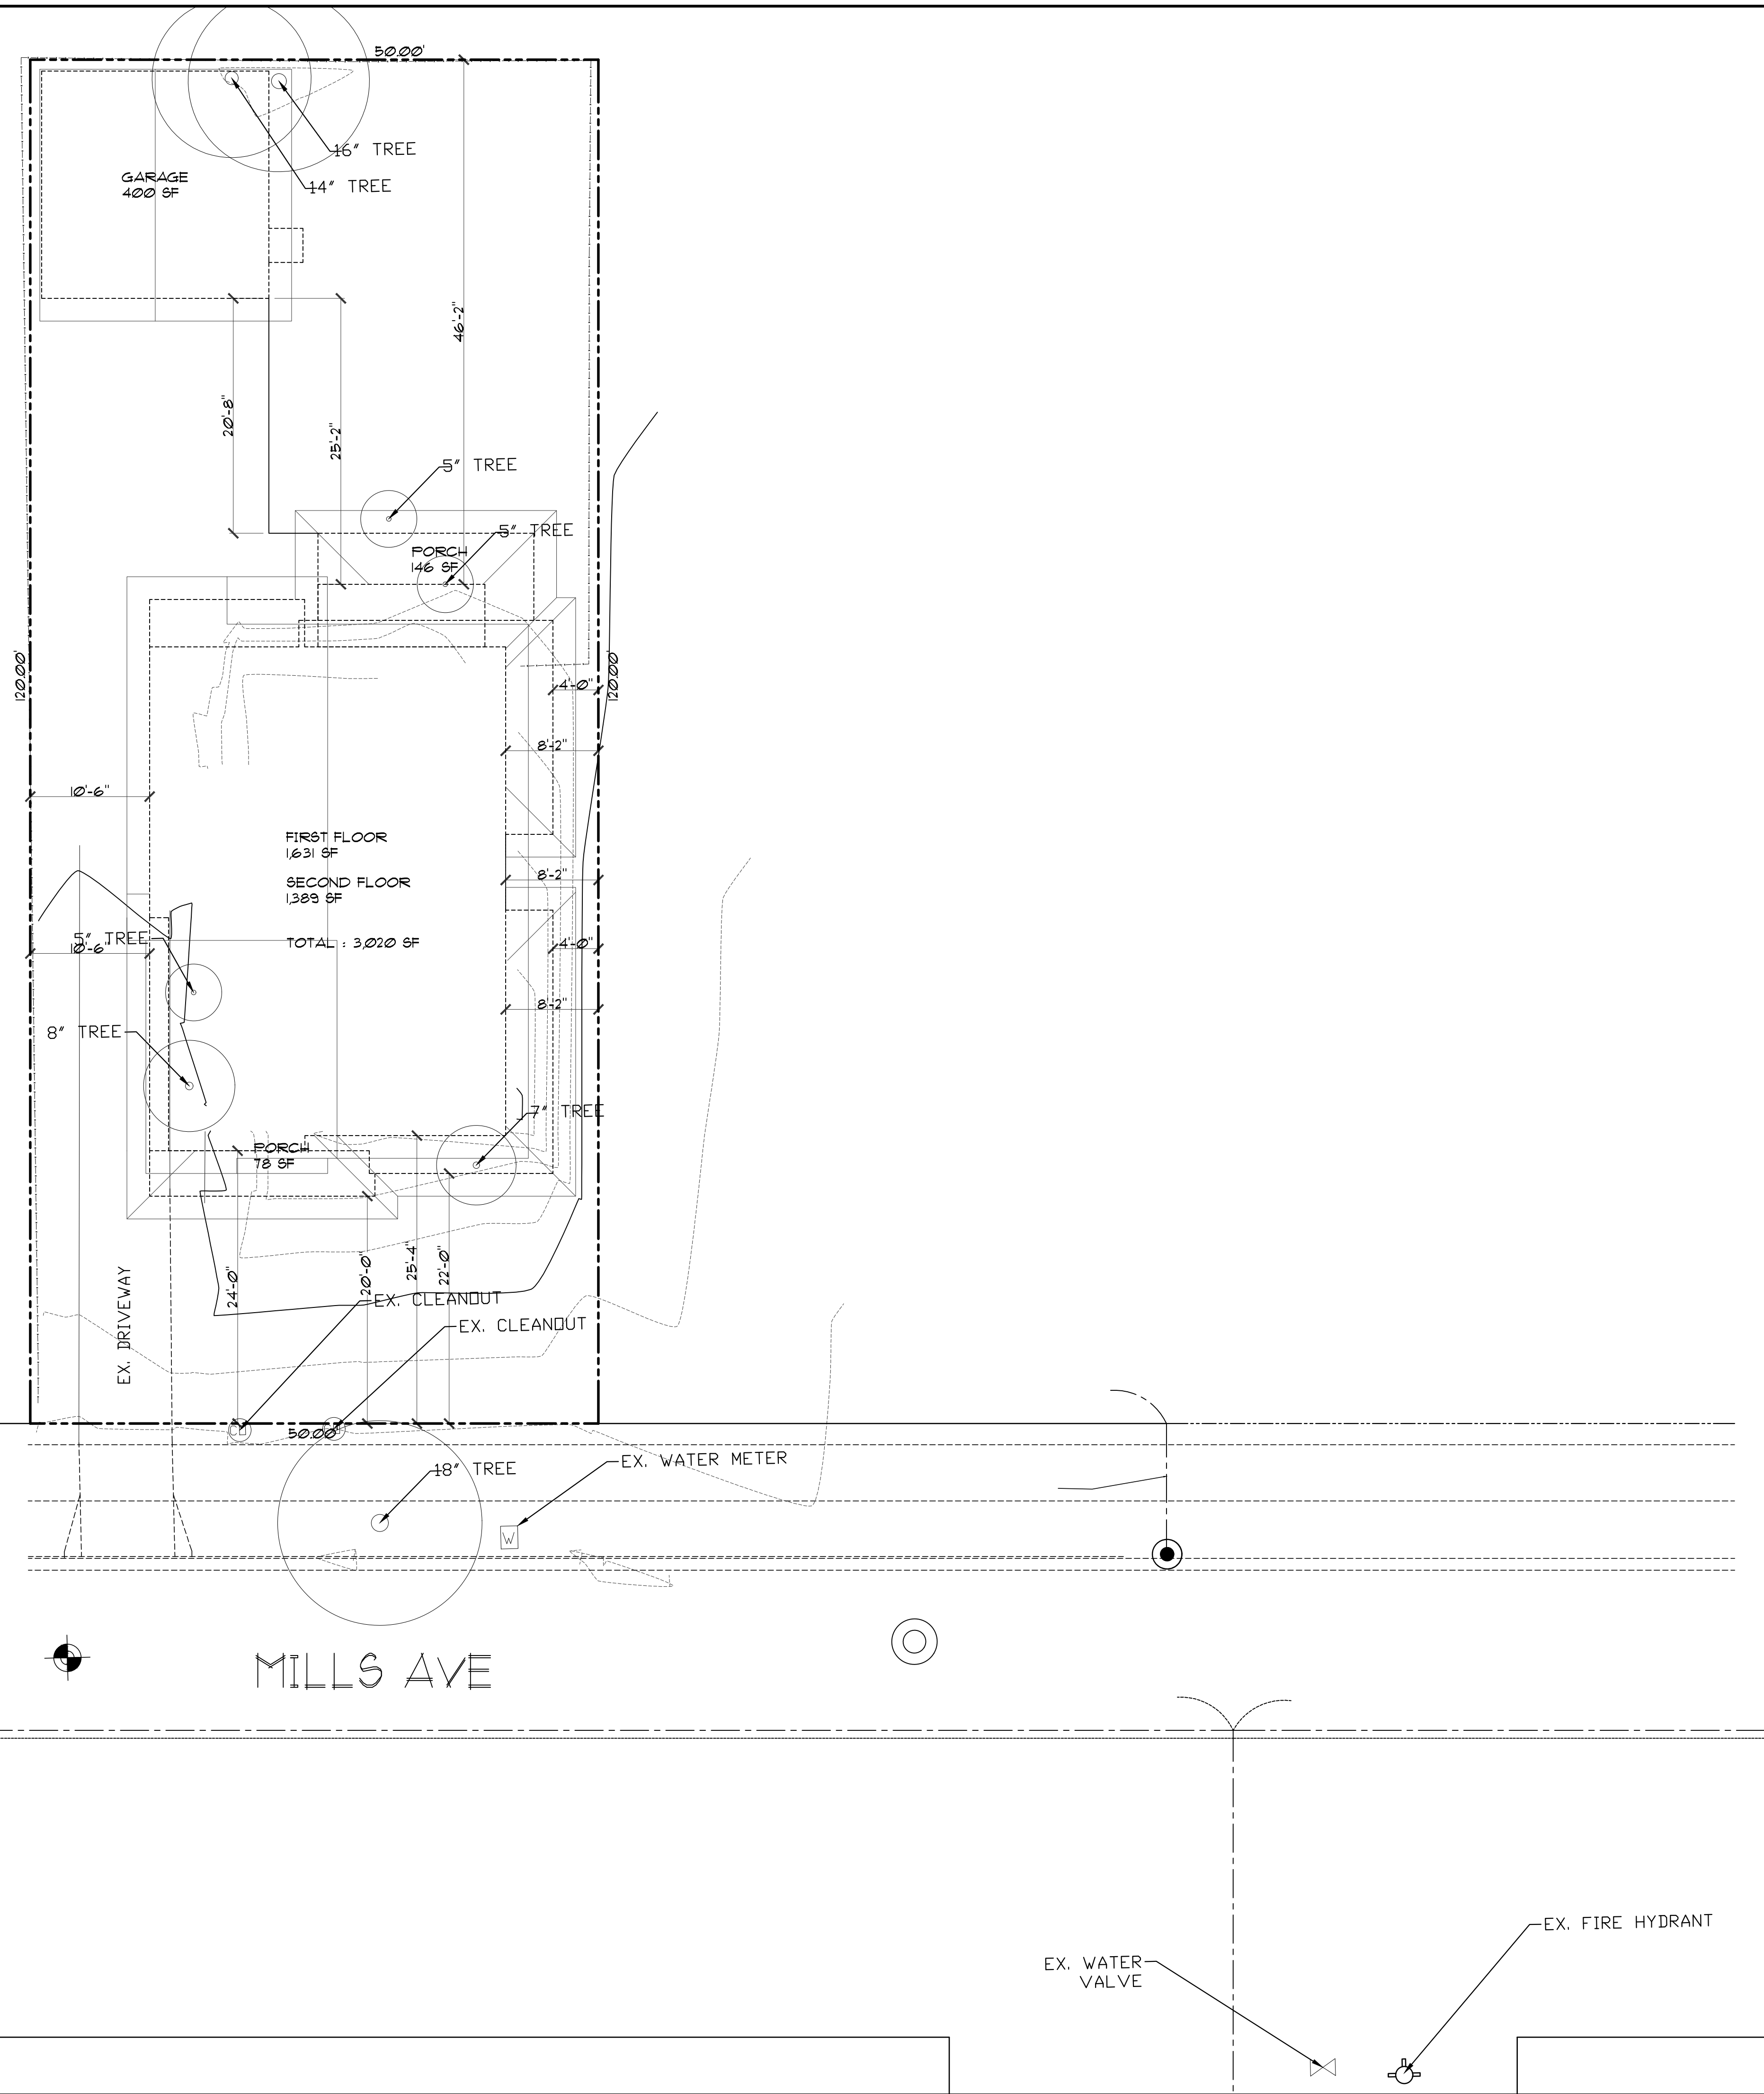 50.00'
16" TREE
14" TREE
GARAGE
400 SF
46'-2"
20'-8"
25'-2"
5" TREE
5" TREE
PORCH
146 SF
120.00'
120.00'
4'-0"
8'-2"
10'-6"
FIRST FLOOR
1,631 SF
SECOND FLOOR
1,389 SF
8'-2"
TOTAL : 3,020 SF
5" TREE
10'-6"
4'-0"
8'-2"
8" TREE
7" TREE
PORCH
78 SF
24'-0"
20'-0"
25'-4"
22'-0"
EX. DRIVEWAY
EX. CLEANOUT
EX. CLEANOUT
50.00'
18" TREE
EX. WATER METER
W
MILLS AVE
EX. FIRE HYDRANT
EX. WATER
VALVE